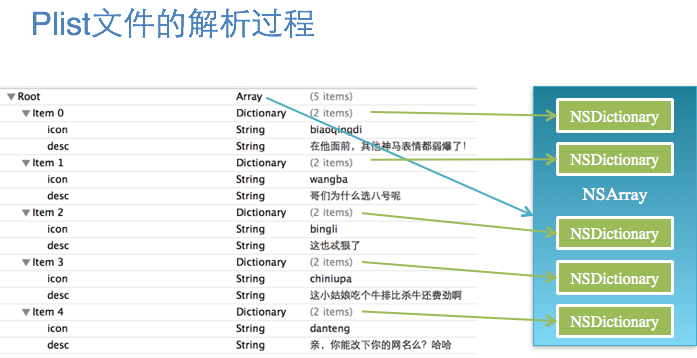 Plist文件的解析过程
Root Array (5 items)
Item 0 Dictionary (2 items)
icon String biaoqingdi
desc String 在他面前，其他神马表情都弱爆了！
Item 1 Dictionary (2 items)
icon String wangba
desc String 哥们为什么选八号呢
Item 2 Dictionary (2 items)
icon String bingli
desc String 这也忒狠了
Item 3 Dictionary (2 items)
icon String chiniupa
desc String 这小姑娘吃个牛排比杀牛还费劲啊
Item 4 Dictionary (2 items)
icon String danteng
desc String 亲，你能改下你的网名么？哈哈
NSDictionary
NSDictionary
NSArray
NSDictionary
NSDictionary
NSDictionary